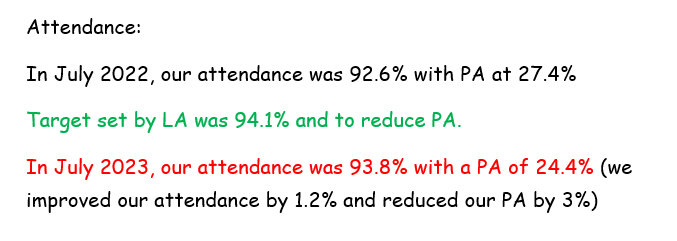 Attendance:
In July 2022, our attendance was 92.6% with PA at 27.4%
Target set by LA was 94.1% and to reduce PA.
In July 2023, our attendance was 93.8% with a PA of 24.4% (we
improved our attendance by 1.2% and reduced our PA by 3%)